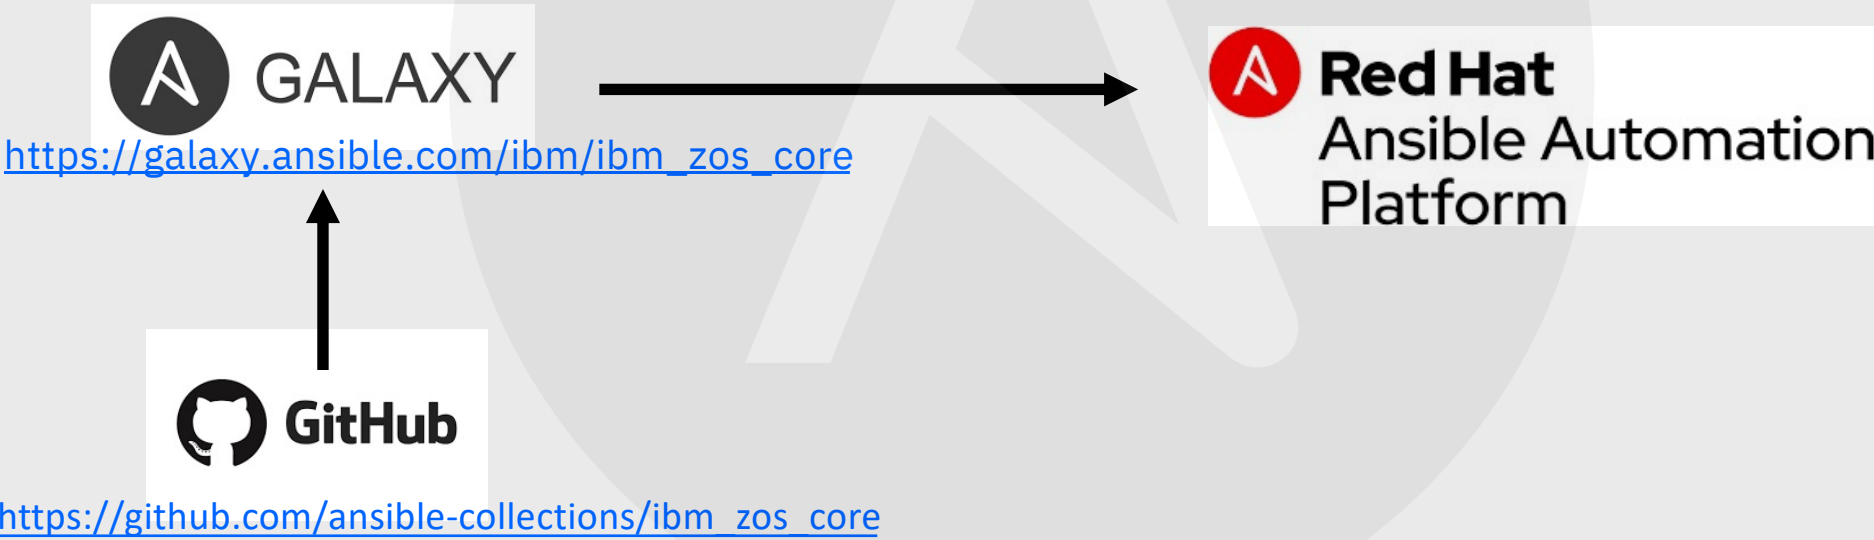 GALAXY
https://galaxy.ansible.com/ibm/ibm_zos_core
Red Hat
Ansible Automation
Platform
GitHub
https://github.com/ansible-collections/ibm_zos_core